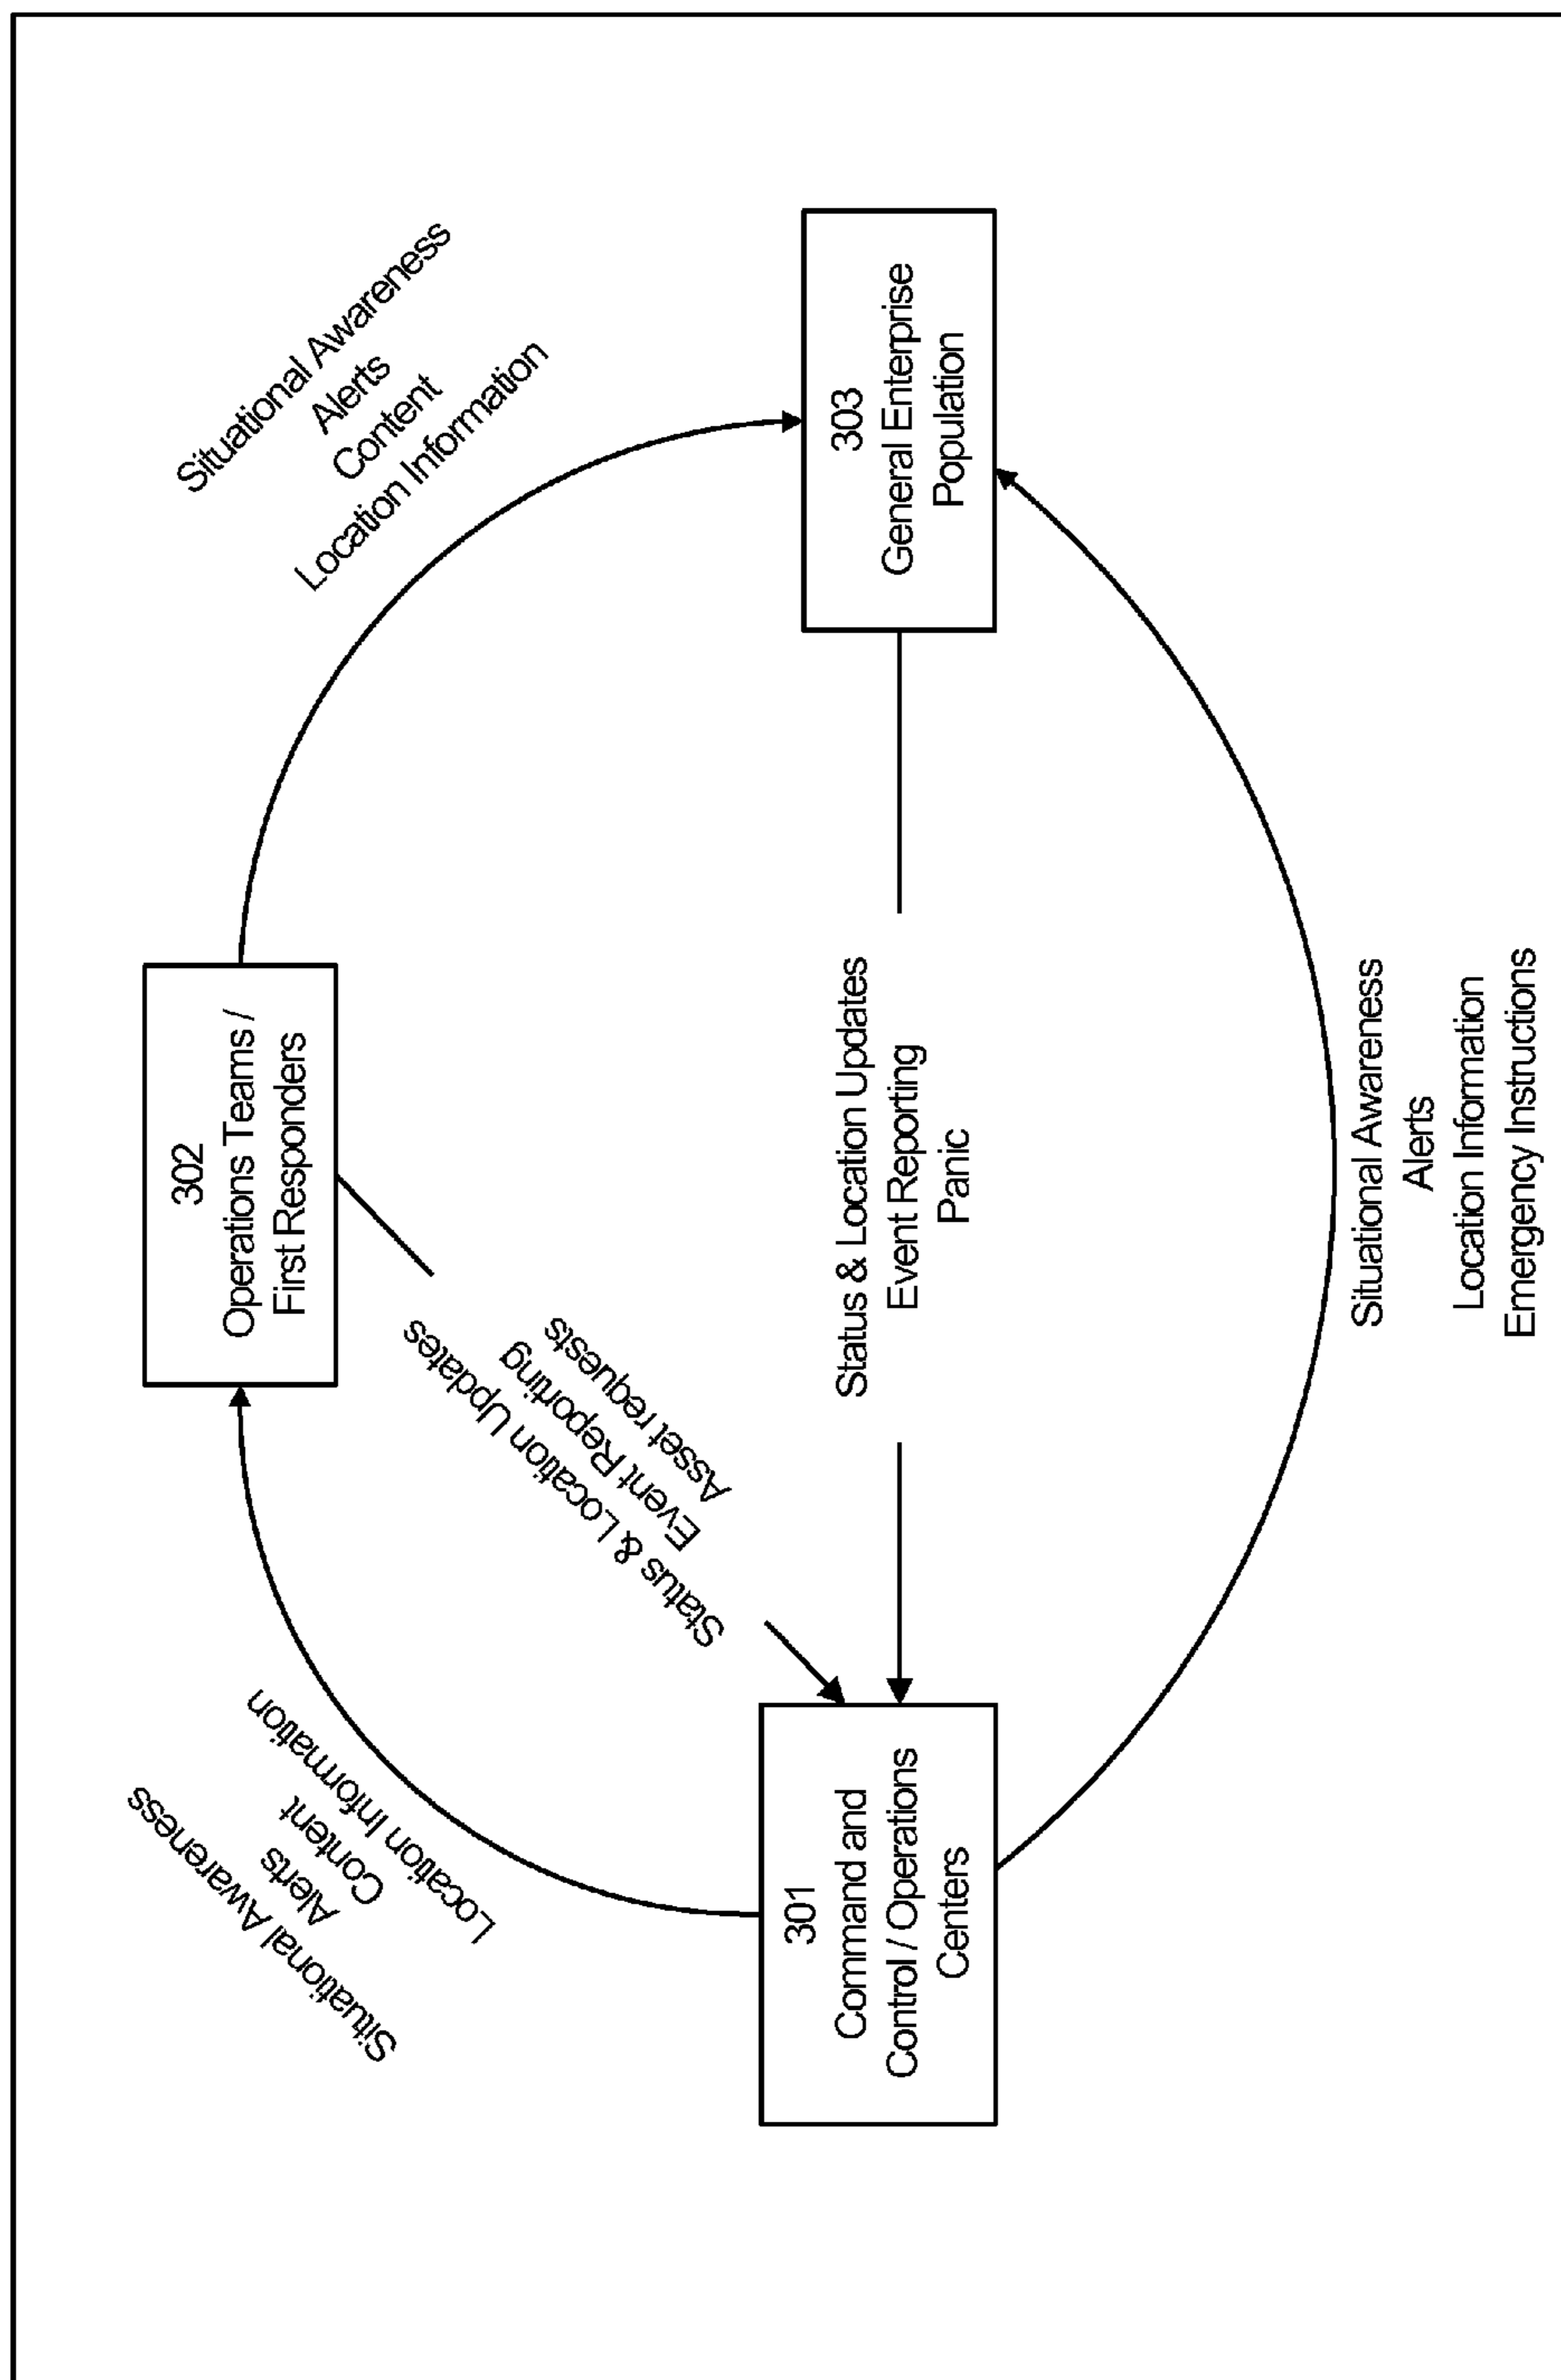 302
Operations Teams /
First Responders
Situational Awareness
Alerts
Content
Location Information
Situational Awareness
Alerts
Content
Location Information
Status & Location Updates
Event Reporting
Asset requests
301
Command and
Control / Operations
Centers
Status & Location Updates
Event Reporting
Panic
303
General Enterprise
Population
Situational Awareness
Alerts
Location Information
Emergency Instructions